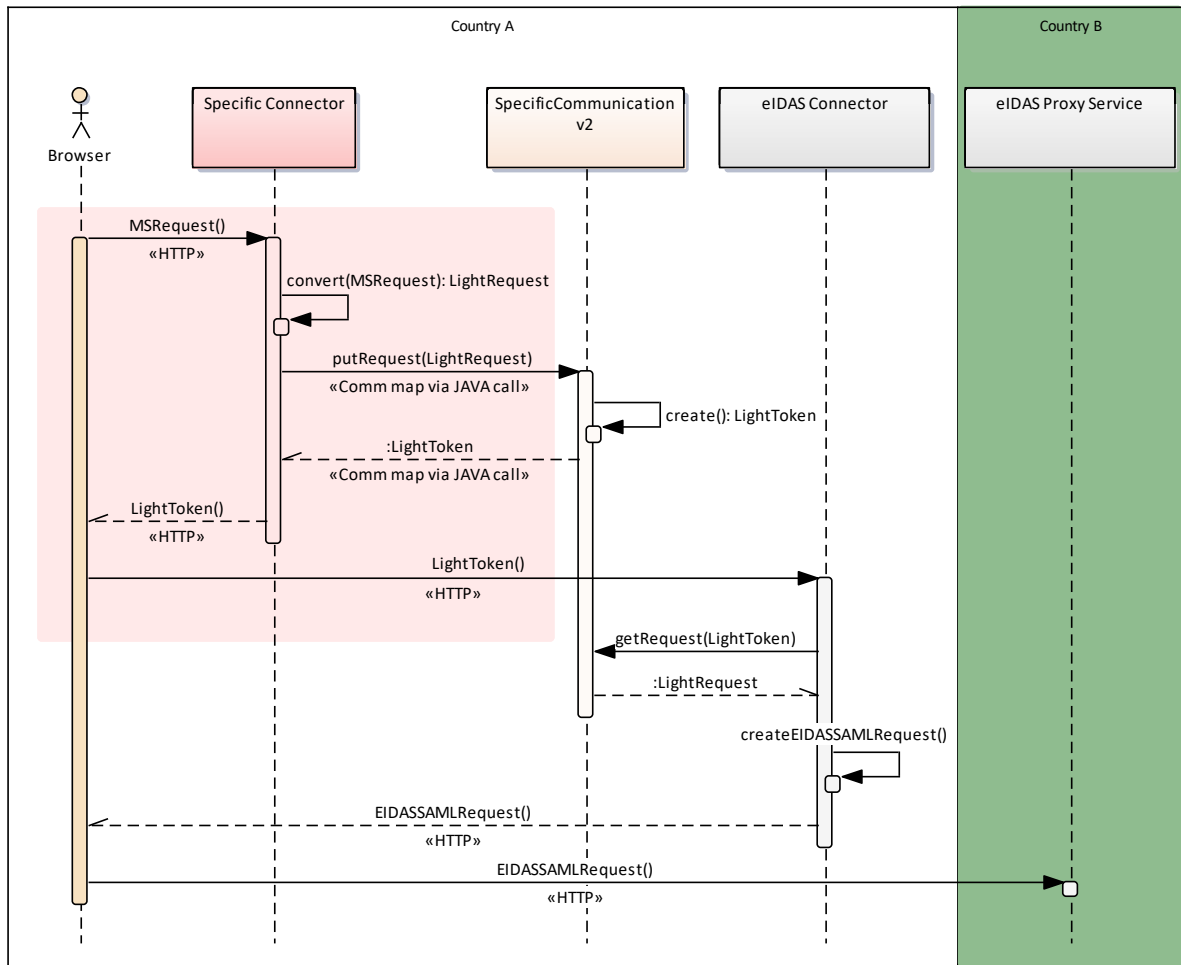 Country A
Country B
Specific Connector
SpecificCommunication
v2
eIDAS Connector
eIDAS Proxy Service
Browser
MSRequest()
«HTTP»
convert(MSRequest): LightRequest
putRequest(LightRequest)
«Comm map via JAVA call»
create(): LightToken
:LightToken
«Comm map via JAVA call»
LightToken()
«HTTP»
LightToken()
«HTTP»
getRequest(LightToken)
:LightRequest
createEIDASSAMLRequest()
EIDASSAMLRequest()
«HTTP»
EIDASSAMLRequest()
«HTTP»